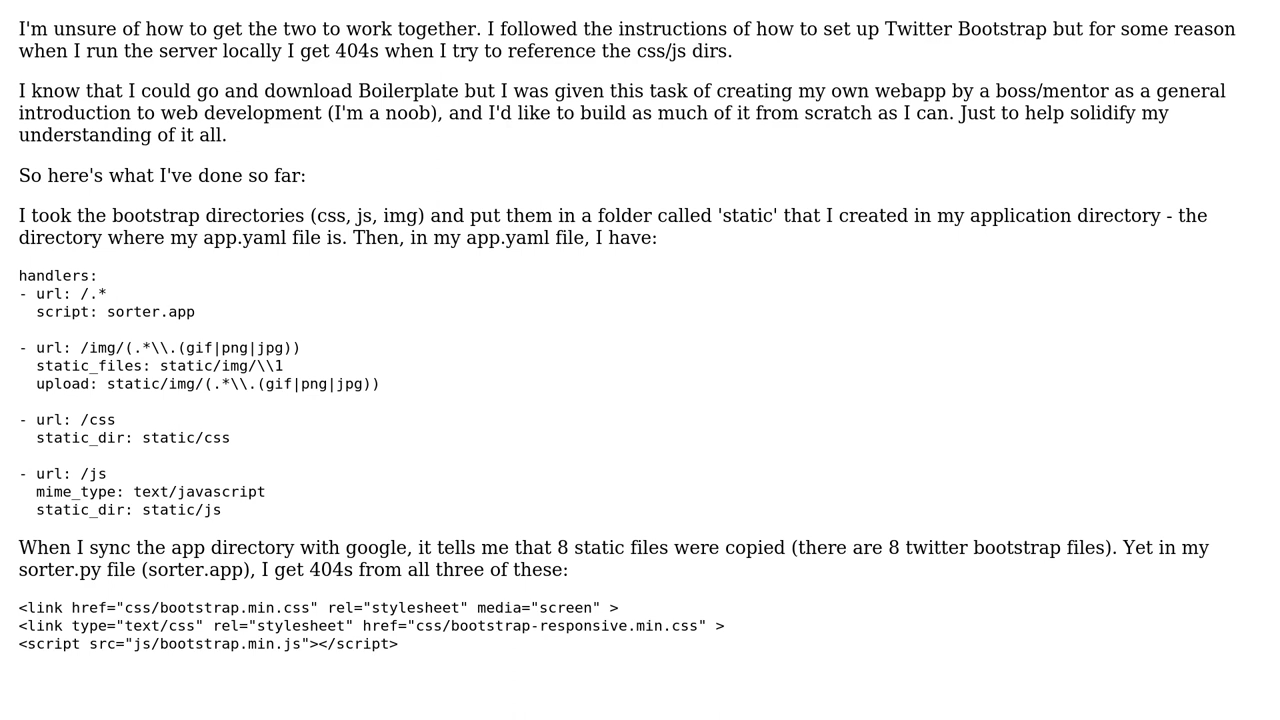 I'm unsure of how to get the two to work together. I followed the instructions of how to set up Twitter Bootstrap but for some reason
when I run the server locally I get 404s when I try to reference the css/js dirs.
I know that I could go and download Boilerplate but I was given this task of creating my own webapp by a boss/mentor as a general
introduction to web development (I'm a noob), and I'd like to build as much of it from scratch as I can. Just to help solidify my
understanding of it all.
So here's what I've done so far:
I took the bootstrap directories (css, js, img) and put them in a folder called 'static' that I created in my application directory - the
directory where my app.yaml file is. Then, in my app.yaml file, I have:
handlers:
- url: /.*
  script: sorter.app
- url: /img/(.*\\.(gif|png|jpg))
  static_files: static/img/\\1
  upload: static/img/(.*\\.(gif|png|jpg))
- url: /css
  static_dir: static/css
- url: /js
  mime_type: text/javascript
  static_dir: static/js
When I sync the app directory with google, it tells me that 8 static files were copied (there are 8 twitter bootstrap files). Yet in my
sorter.py file (sorter.app), I get 404s from all three of these:
<link href="css/bootstrap.min.css" rel="stylesheet" media="screen" >
<link type="text/css" rel="stylesheet" href="css/bootstrap-responsive.min.css" >
<script src="js/bootstrap.min.js"></script>